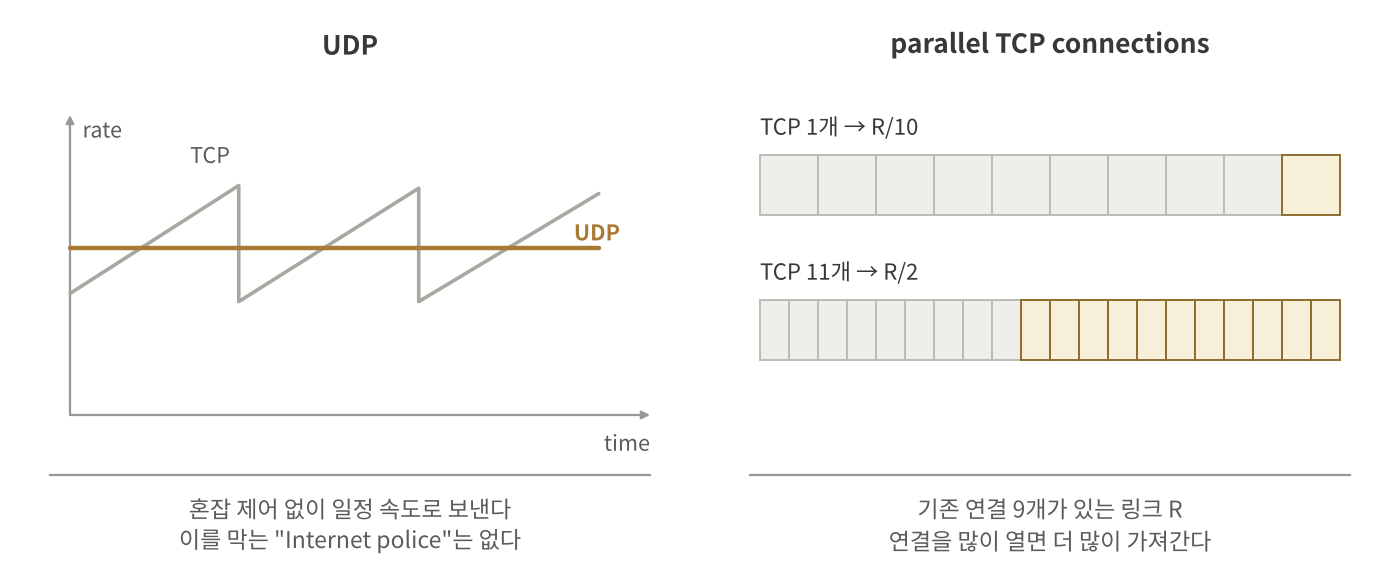 UDP
rate
TCP
UDP
time
혼잡 제어 없이 일정 속도로 보낸다
이를 막는 "Internet police"는 없다
parallel TCP connections
TCP 1개 → R/10
TCP 11개 → R/2
기존 연결 9개가 있는 링크 R
연결을 많이 열면 더 많이 가져간다